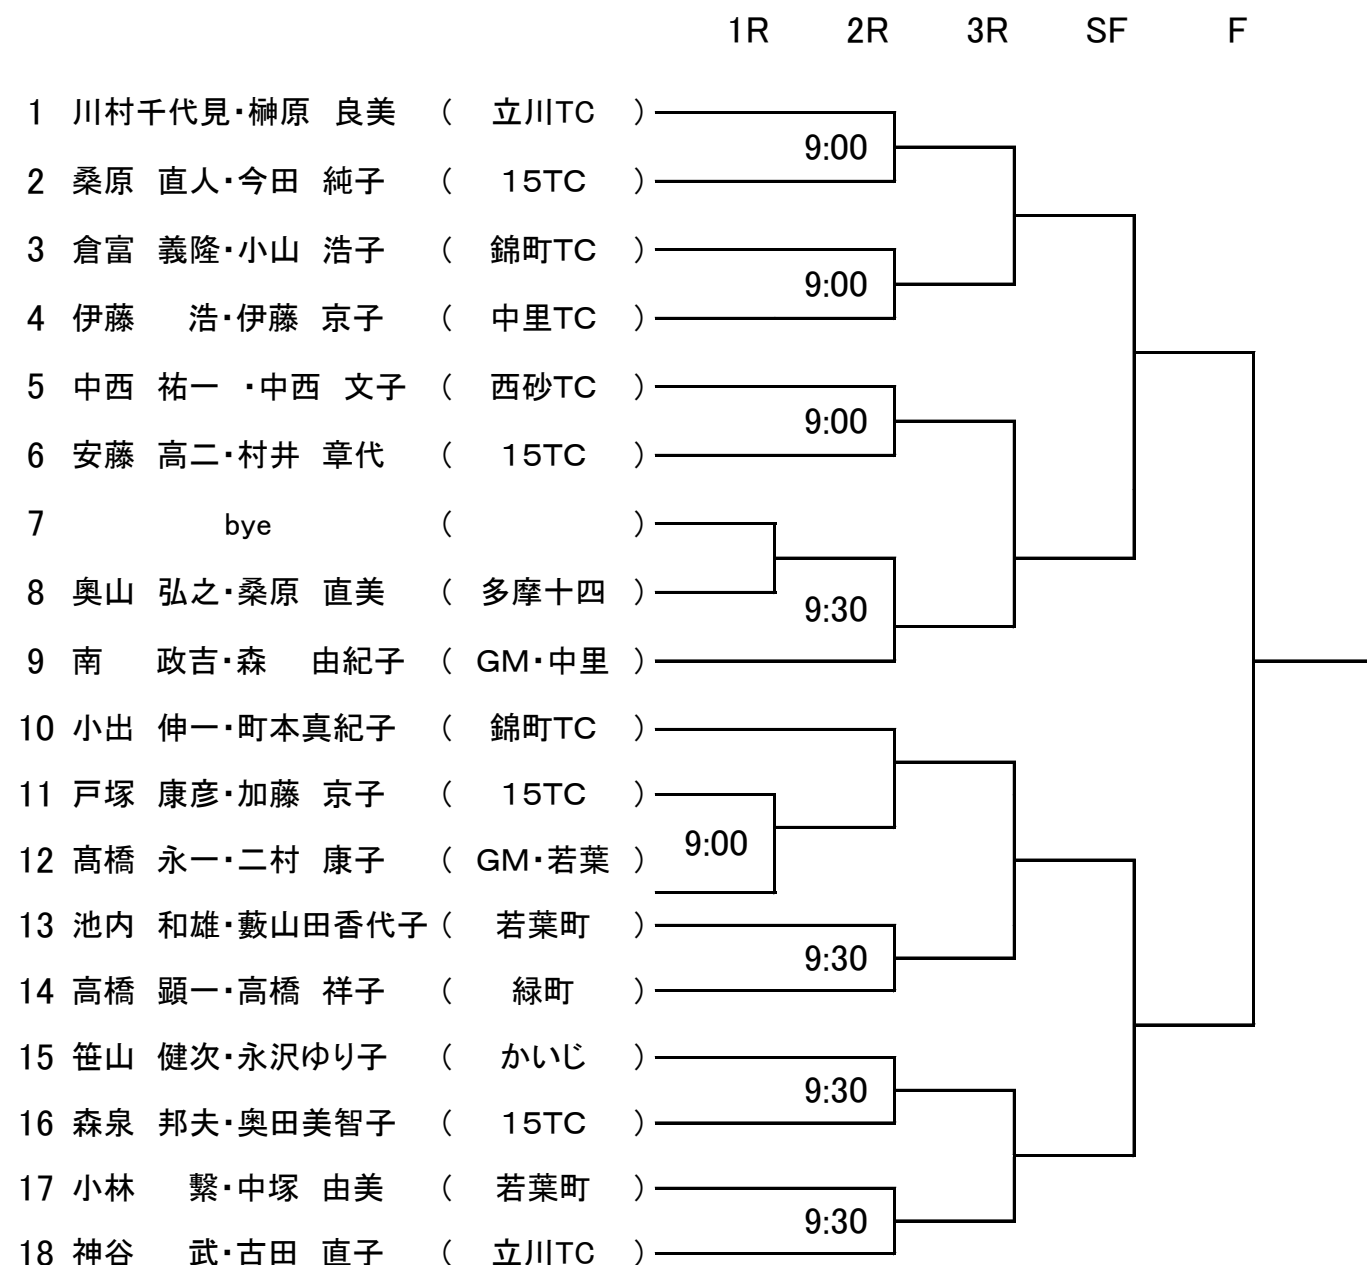 1R 2R 3R SF F
1 川村千代見・榊原 良美 ( 立川TC )
9:00
2 桑原 直人・今田 純子 ( 15TC )
3 倉富 義隆・小山 浩子 ( 錦町TC )
9:00
4 伊藤 浩・伊藤 京子 ( 中里TC )
5 中西 祐一 ・中西 文子 ( 西砂TC )
9:00
6 安藤 高二・村井 章代 ( 15TC )
7 bye ( )
8 奥山 弘之・桑原 直美 ( 多摩十四 )
9:30
9 南 政吉・森 由紀子 ( GM・中里 )
10 小出 伸一・町本真紀子 ( 錦町TC )
11 戸塚 康彦・加藤 京子 ( 15TC )
9:00
12 髙橋 永一・二村 康子 ( GM・若葉 )
13 池内 和雄・藪山田香代子 ( 若葉町 )
9:30
14 高橋 顕一・高橋 祥子 ( 緑町 )
15 笹山 健次・永沢ゆり子 ( かいじ )
9:30
16 森泉 邦夫・奥田美智子 ( 15TC )
17 小林 繋・中塚 由美 ( 若葉町 )
9:30
18 神谷 武・古田 直子 ( 立川TC )